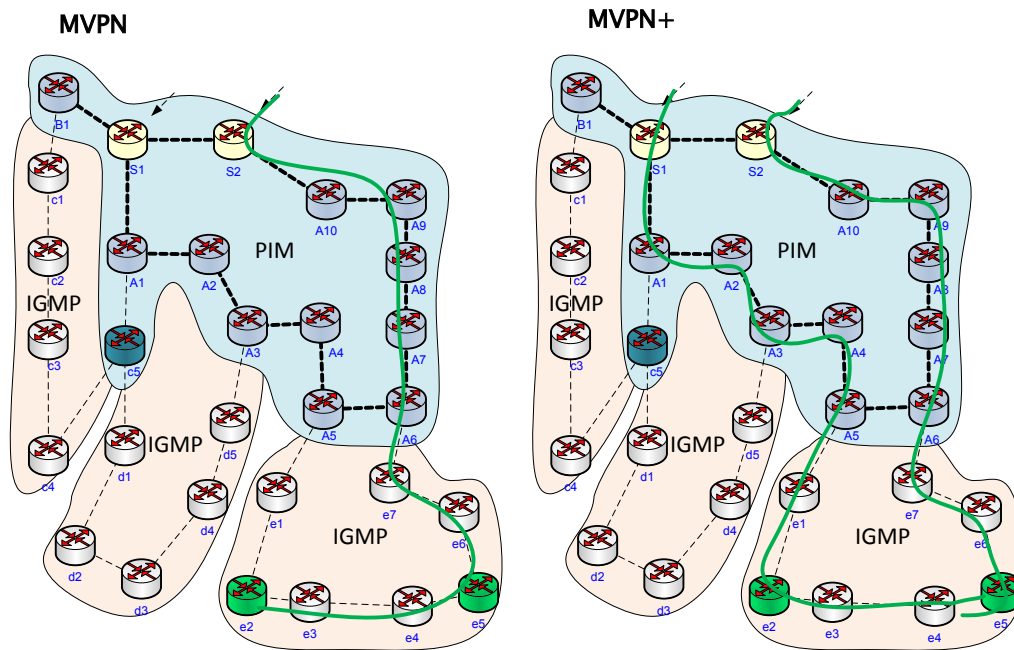 MVPN
B1
S1
S2
c1
A10
A9
PIM
c2
A1
A2
A8
IGMP
c3
c5
A3
A4
A7
c4
d1
IGMP
d5
A5
A6
e1
e7
d4
IGMP
e6
d2
d3
e2
e3
e4
e5
MVPN+
B1
S1
S2
c1
A10
A9
PIM
c2
A1
A2
A8
IGMP
c3
c5
A3
A4
A7
c4
d1
IGMP
d5
A5
A6
e1
e7
d4
IGMP
e6
d2
d3
e2
e3
e4
e5